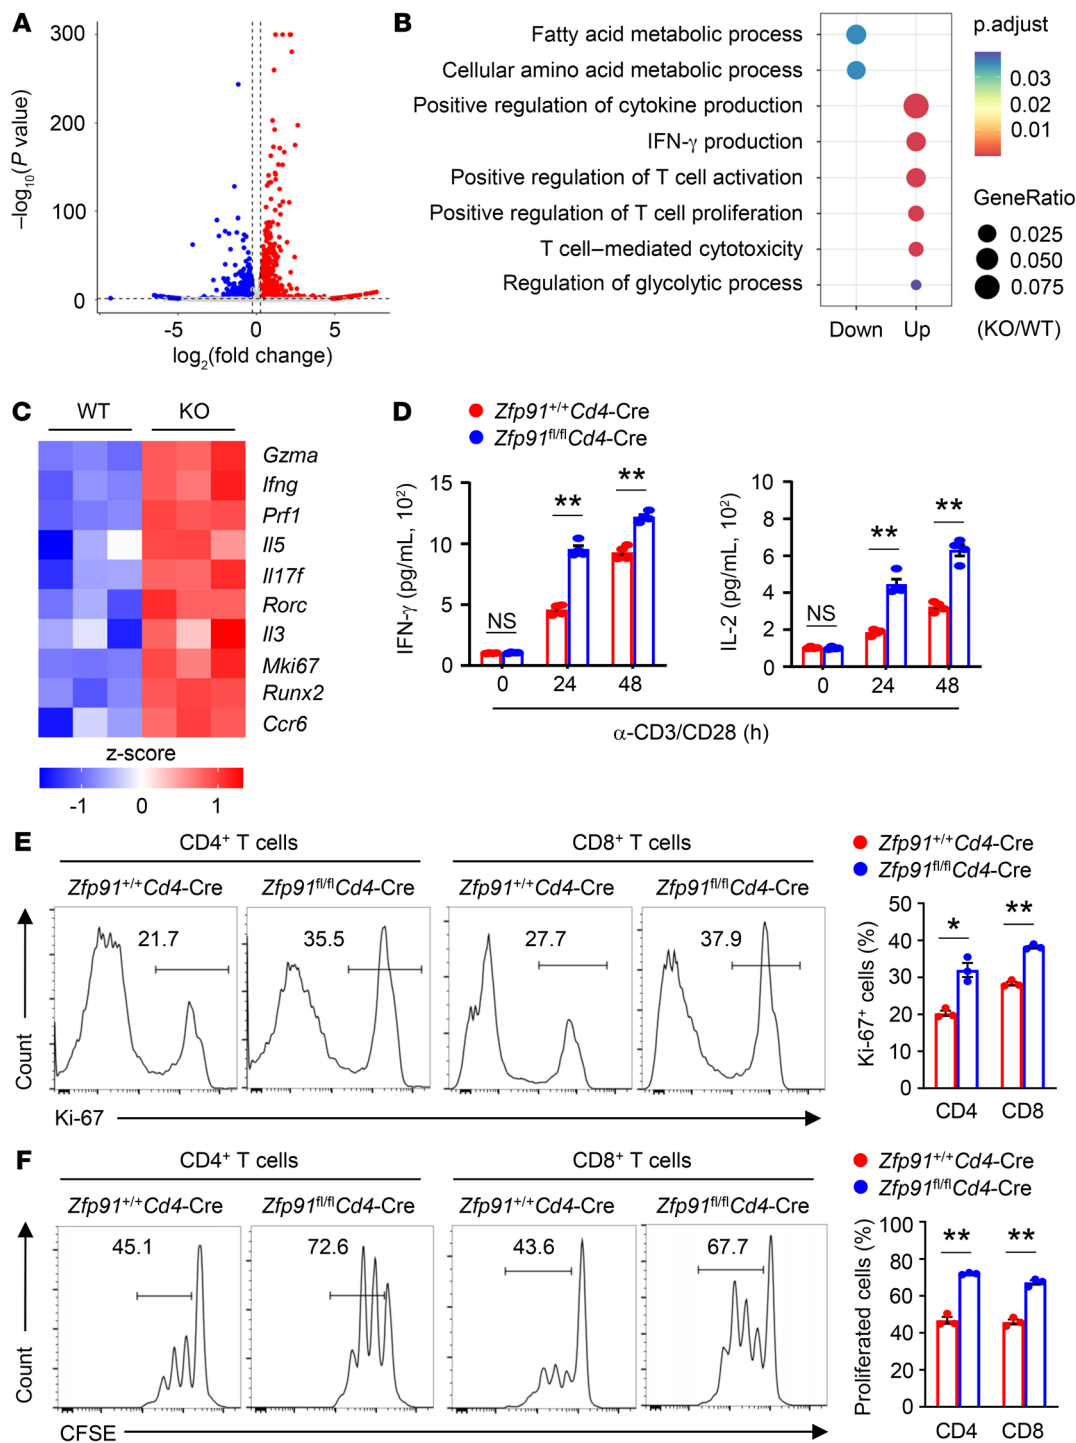 A
300
200
100
0
–log10(P value)
-5 0 5
log2(fold change)
B
Fatty acid metabolic process
Cellular amino acid metabolic process
Positive regulation of cytokine production
IFN-γ production
Positive regulation of T cell activation
Positive regulation of T cell proliferation
T cell–mediated cytotoxicity
Regulation of glycolytic process
Down Up (KO/WT)
p.adjust
0.03
0.02
0.01
GeneRatio
0.025
0.050
0.075
C
WT KO
Gzma
Ifng
Prf1
Il5
Il17f
Rorc
Il3
Mki67
Runx2
Ccr6
z-score
-1 0 1
D
Zfp91+/+Cd4-Cre
Zfp91fl/flCd4-Cre
IFN-γ (pg/mL, 10²)
15
10
5
0
NS ** **
0 24 48
IL-2 (pg/mL, 10²)
10
8
6
4
2
0
NS ** **
0 24 48
α-CD3/CD28 (h)
E
CD4+ T cells CD8+ T cells
Zfp91+/+Cd4-Cre Zfp91fl/flCd4-Cre Zfp91+/+Cd4-Cre Zfp91fl/flCd4-Cre
21.7 35.5 27.7 37.9
Count
Ki-67
Zfp91+/+Cd4-Cre
Zfp91fl/flCd4-Cre
Ki-67+ cells (%)
50
40
30
20
10
0
* **
CD4 CD8
F
CD4+ T cells CD8+ T cells
Zfp91+/+Cd4-Cre Zfp91fl/flCd4-Cre Zfp91+/+Cd4-Cre Zfp91fl/flCd4-Cre
45.1 72.6 43.6 67.7
Count
CFSE
Zfp91+/+Cd4-Cre
Zfp91fl/flCd4-Cre
Proliferated cells (%)
100
80
60
40
20
0
** **
CD4 CD8